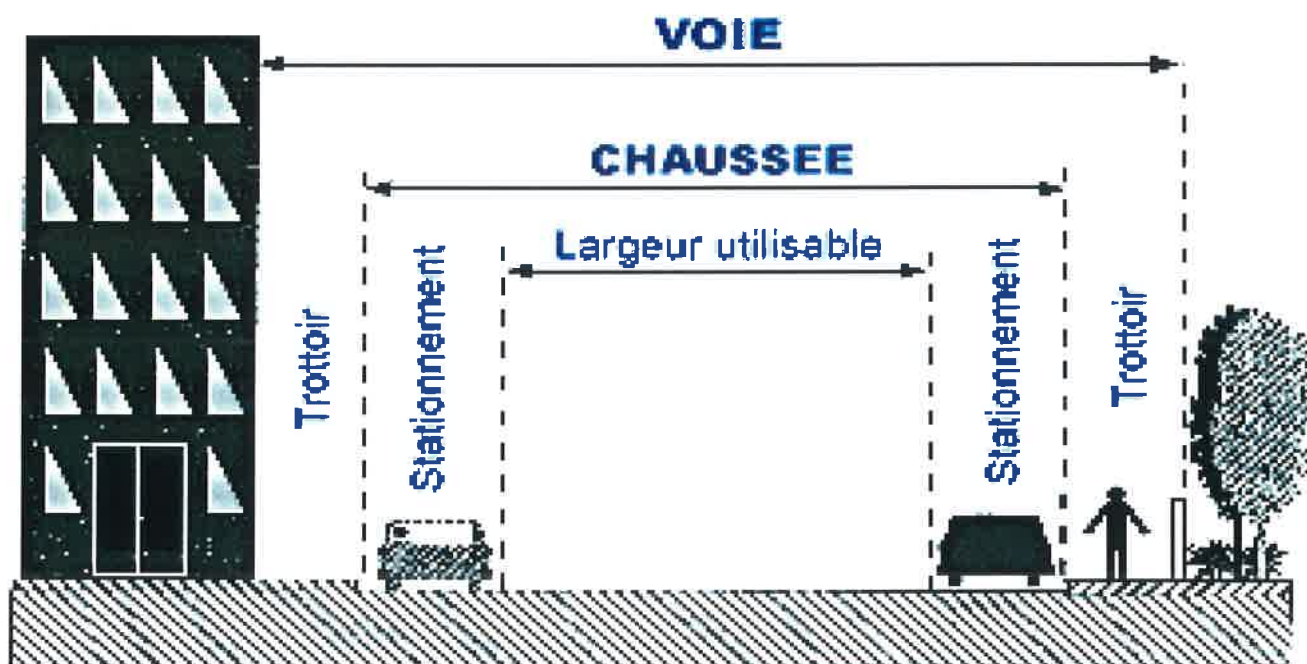 VOIE
CHAUSSEE
Largeur utilisable
Trottoir
Stationnement
Stationnement
Trottoir